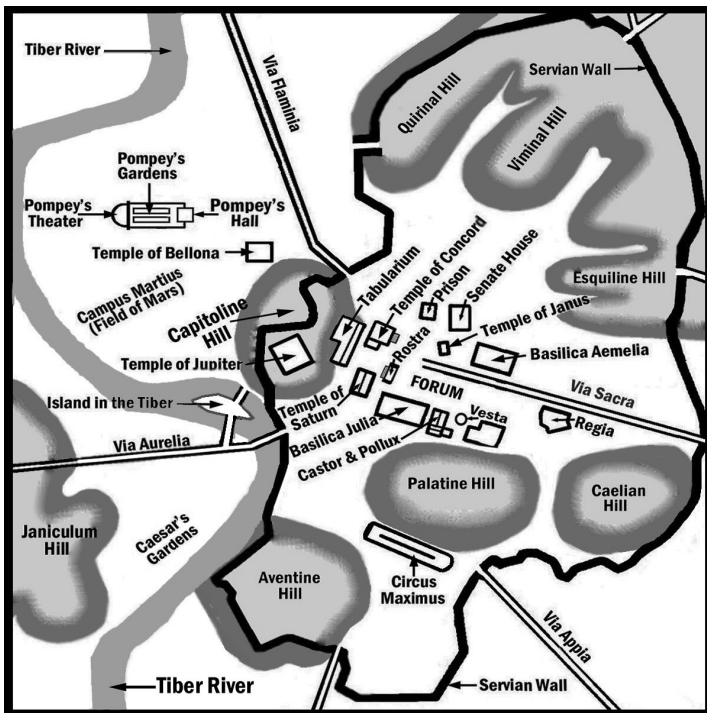 Tiber River
Via Flaminia
Servian Wall
Quirinal Hill
Viminal Hill
Pompey's
Gardens
Pompey's
Theater
Pompey's
Hall
Temple of Bellona
Campus Martius
(Field of Mars)
Capitoline
Hill
Tabularium
Temple of Concord
Prison
Senate House
Esquiline Hill
Temple of Janus
Temple of Jupiter
Rostra
Basilica Aemelia
FORUM
Via Sacra
Island in the Tiber
Temple of
Saturn
Vesta
Regia
Via Aurelia
Basilica Julia
Castor & Pollux
Palatine Hill
Caelian
Hill
Janiculum
Hill
Caesar's
Gardens
Aventine
Hill
Circus
Maximus
Via Appia
Tiber River
Servian Wall